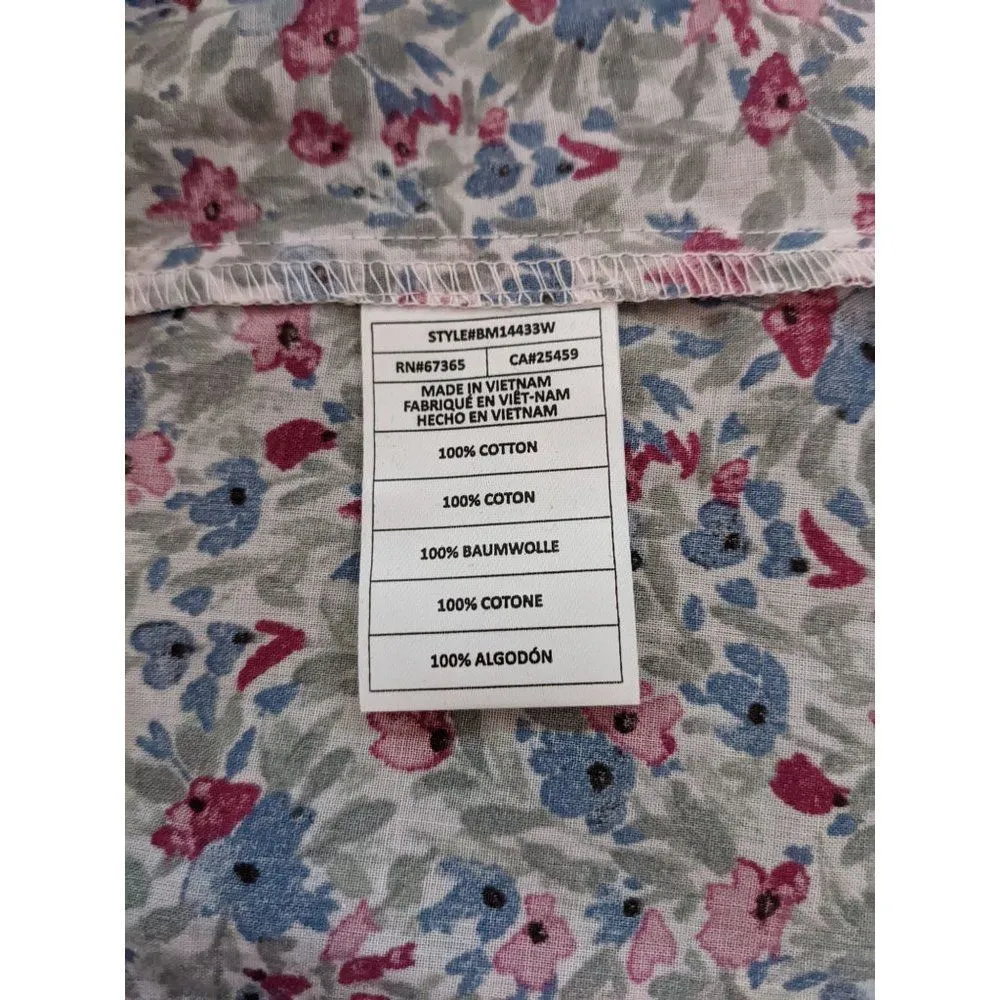 STYLE#BM14433W
RN#67365 CA#25459
MADE IN VIETNAM
FABRIQUÉ EN VIÊT-NAM
HECHO EN VIETNAM
100% COTTON
100% COTON
100% BAUMWOLLE
100% COTONE
100% ALGODÓN